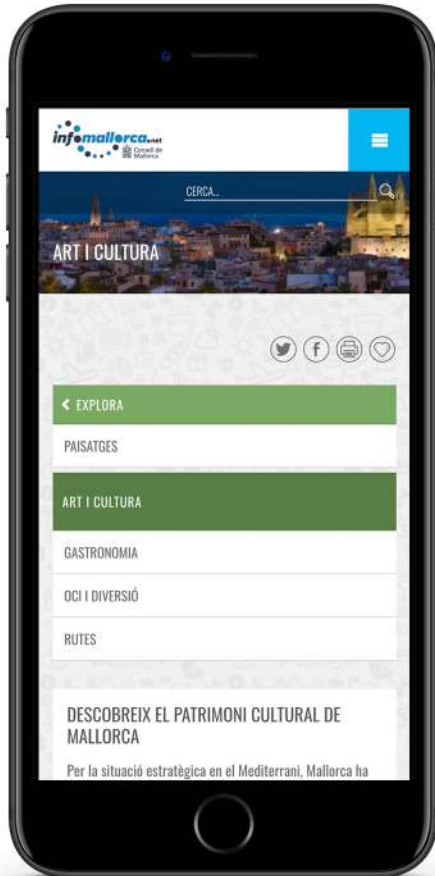 infomallorca.net
Consell de
Mallorca
CERCA...
ART I CULTURA
EXPLORA
PAISATGES
ART I CULTURA
GASTRONOMIA
OCI I DIVERSIÓ
RUTES
DESCOBREIX EL PATRIMONI CULTURAL DE
MALLORCA
Per la situació estratègica en el Mediterrani, Mallorca ha